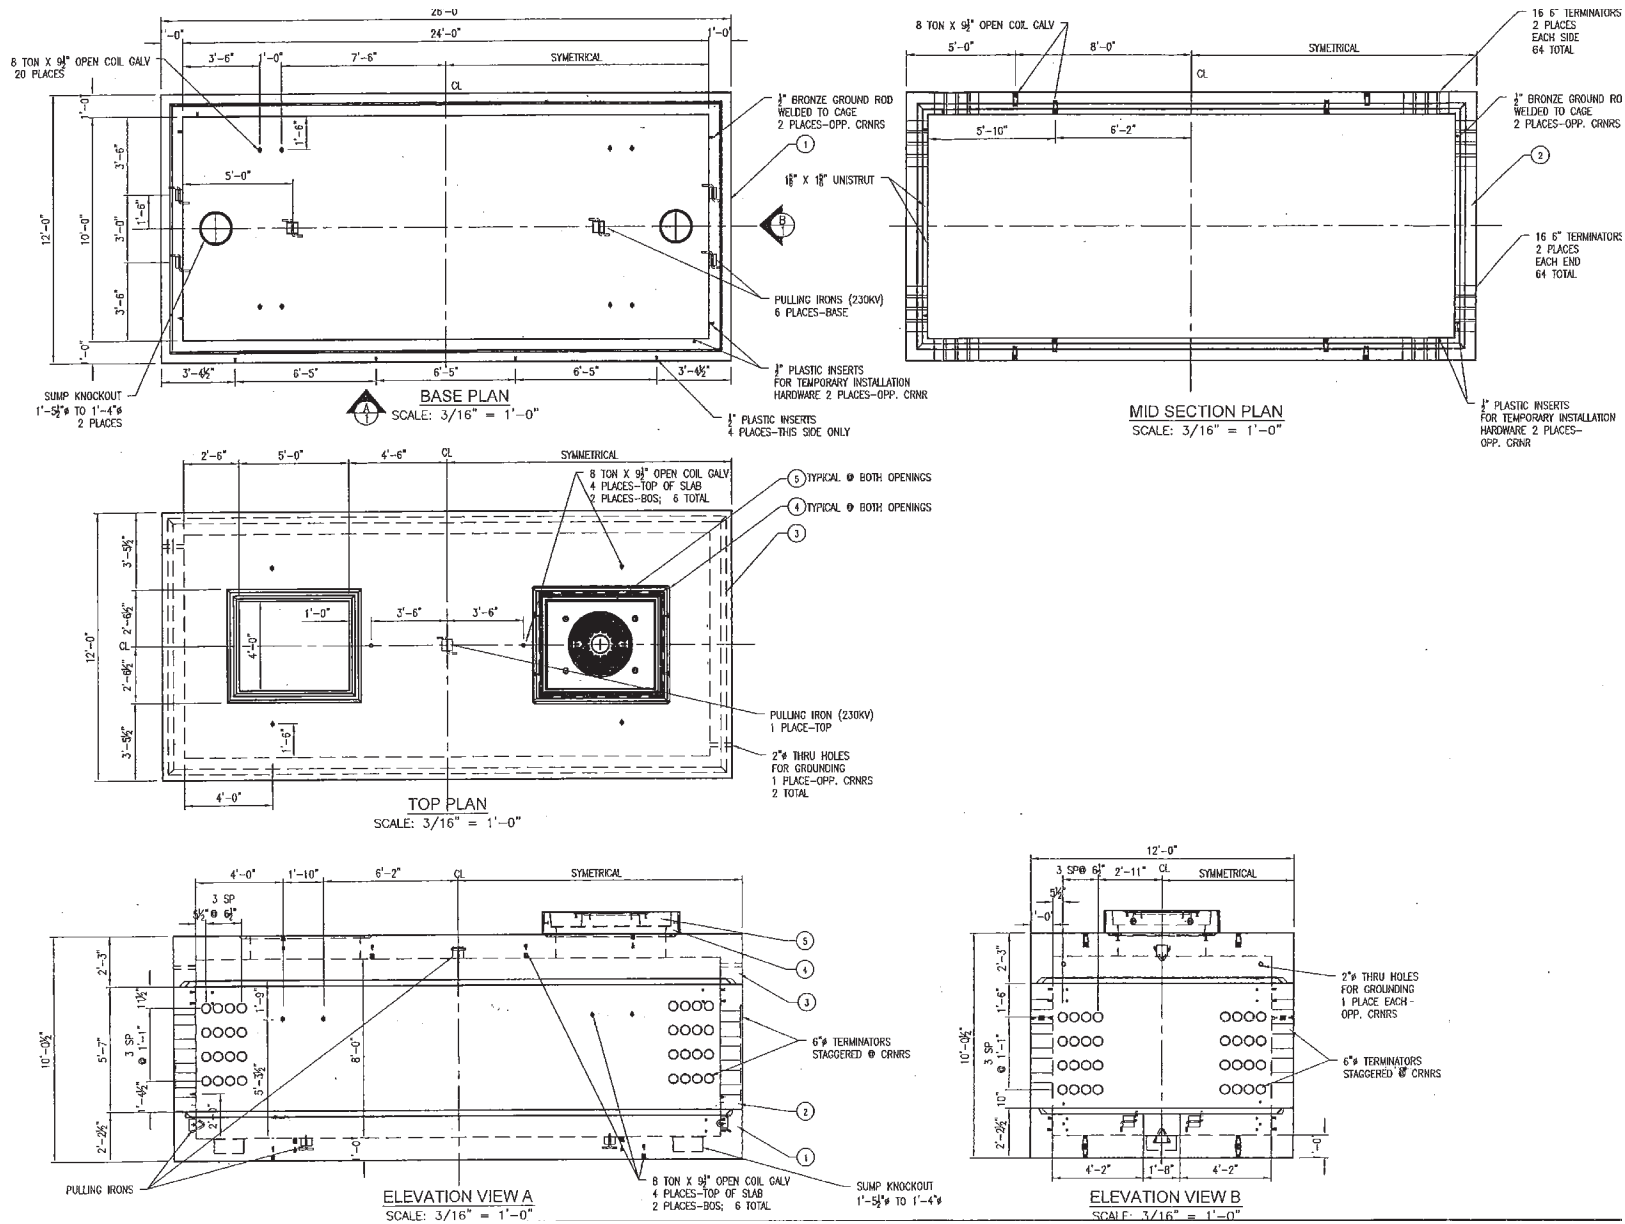 26'-0
24'-0"
1'-0"
3'-6"
1'-0"
7'-6"
SYMETRICAL
CL
8 TON X 9½" OPEN COIL GALV
20 PLACES
1'-0"
1'-6"
3'-6"
5'-0"
12'-0"
10'-0"
3'-0"
1'-6"
3'-6"
1'-0"
½" BRONZE GROUND ROD
WELDED TO CAGE
2 PLACES-OPP. CRNRS
1
B
PULLING IRONS (230KV)
6 PLACES-BASE
½" PLASTIC INSERTS
FOR TEMPORARY INSTALLATION
HARDWARE 2 PLACES-OPP. CRNR
½" PLASTIC INSERTS
4 PLACES-THIS SIDE ONLY
SUMP KNOCKOUT
1'-5½"ø TO 1'-4"ø
2 PLACES
3'-4½"
6'-5"
6'-5"
6'-5"
3'-4½"
A
1
BASE PLAN
SCALE: 3/16" = 1'-0"
8 TON X 9½" OPEN COIL GALV
5'-0"
8'-0"
SYMETRICAL
CL
16 6" TERMINATORS
2 PLACES
EACH SIDE
64 TOTAL
½" BRONZE GROUND RO
WELDED TO CAGE
2 PLACES-OPP. CRNRS
5'-10"
6'-2"
2
1⅝" X 1⅝" UNISTRUT
16 6" TERMINATORS
2 PLACES
EACH END
64 TOTAL
½" PLASTIC INSERTS
FOR TEMPORARY INSTALLATION
HARDWARE 2 PLACES-
OPP. CRNR
MID SECTION PLAN
SCALE: 3/16" = 1'-0"
2'-6"
5'-0"
4'-6"
CL
SYMMETRICAL
8 TON X 9½" OPEN COIL GALV
4 PLACES-TOP OF SLAB
2 PLACES-BOS; 6 TOTAL
5 TYPICAL @ BOTH OPENINGS
4 TYPICAL @ BOTH OPENINGS
3
3'-5½"
2'-6½"
12'-0"
CL
2'-6½"
3'-5½"
1'-0"
4'-0"
3'-6"
3'-6"
1'-6"
4'-0"
PULLING IRON (230KV)
1 PLACE-TOP
2"ø THRU HOLES
FOR GROUNDING
1 PLACE-OPP. CRNRS
2 TOTAL
TOP PLAN
SCALE: 3/16" = 1'-0"
4'-0"
1'-10"
6'-2"
CL
SYMETRICAL
3 SP
5½" @ 6½"
10'-0½"
2'-3"
5'-7"
2'-2½"
11½"
3 SP
@ 1'-1"
1'-4½"
1'-9"
5'-3½"
2'-0"
8'-0"
1'-0"
5
4
3
6"ø TERMINATORS
STAGGERED @ CRNRS
2
1
PULLING IRONS
8 TON X 9½" OPEN COIL GALV
4 PLACES-TOP OF SLAB
2 PLACES-BOS; 6 TOTAL
SUMP KNOCKOUT
1'-5½"ø TO 1'-4"ø
ELEVATION VIEW A
SCALE: 3/16" = 1'-0"
12'-0"
3 SP@ 6½"
2'-11"
CL
SYMMETRICAL
5½"
10'-0½"
2'-3"
1'-6"
3 SP
@ 1'-1"
10"
2'-2½"
2"ø THRU HOLES
FOR GROUNDING
1 PLACE EACH-
OPP. CRNRS
6"ø TERMINATORS
STAGGERED @ CRNRS
4'-2"
1'-8"
4'-2"
ELEVATION VIEW B
SCALE: 3/16" = 1'-0"